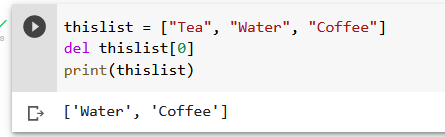 thislist = ["Tea", "Water", "Coffee"]
del thislist[0]
print(thislist)
['Water', 'Coffee']